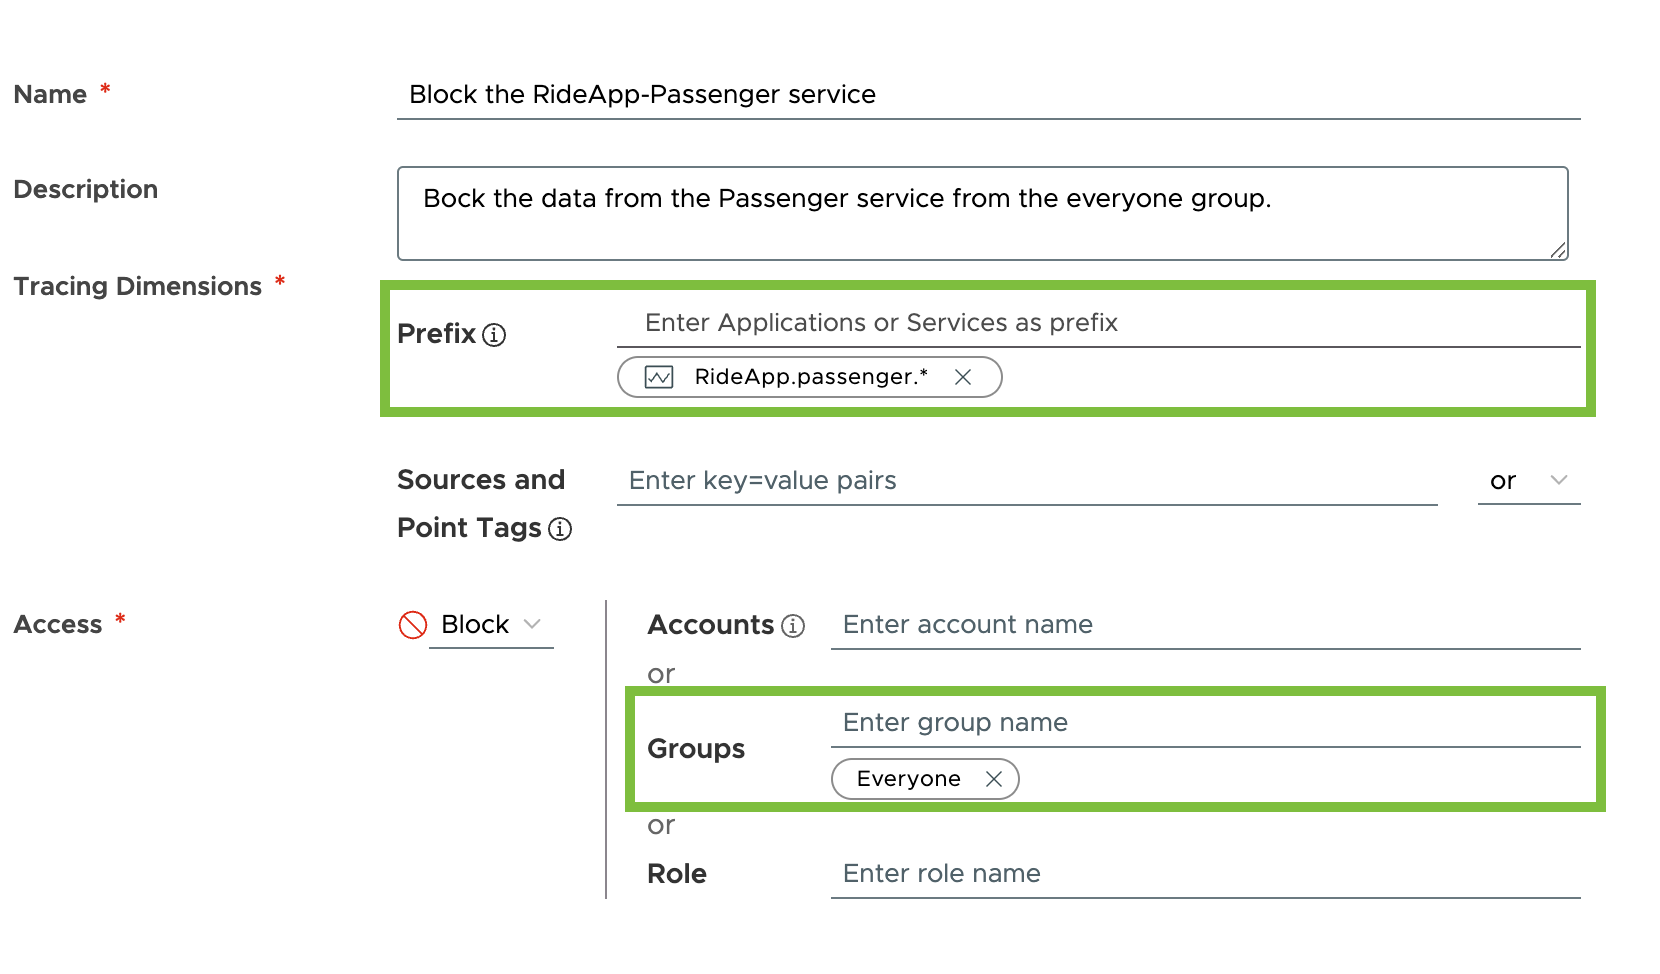 Name *
Block the RideApp-Passenger service
Description
Bock the data from the Passenger service from the everyone group.
Tracing Dimensions *
Prefix
Enter Applications or Services as prefix
RideApp.passenger.*
Sources and
Point Tags
Enter key=value pairs
or
Access *
Block
Accounts
Enter account name
or
Groups
Enter group name
Everyone
or
Role
Enter role name